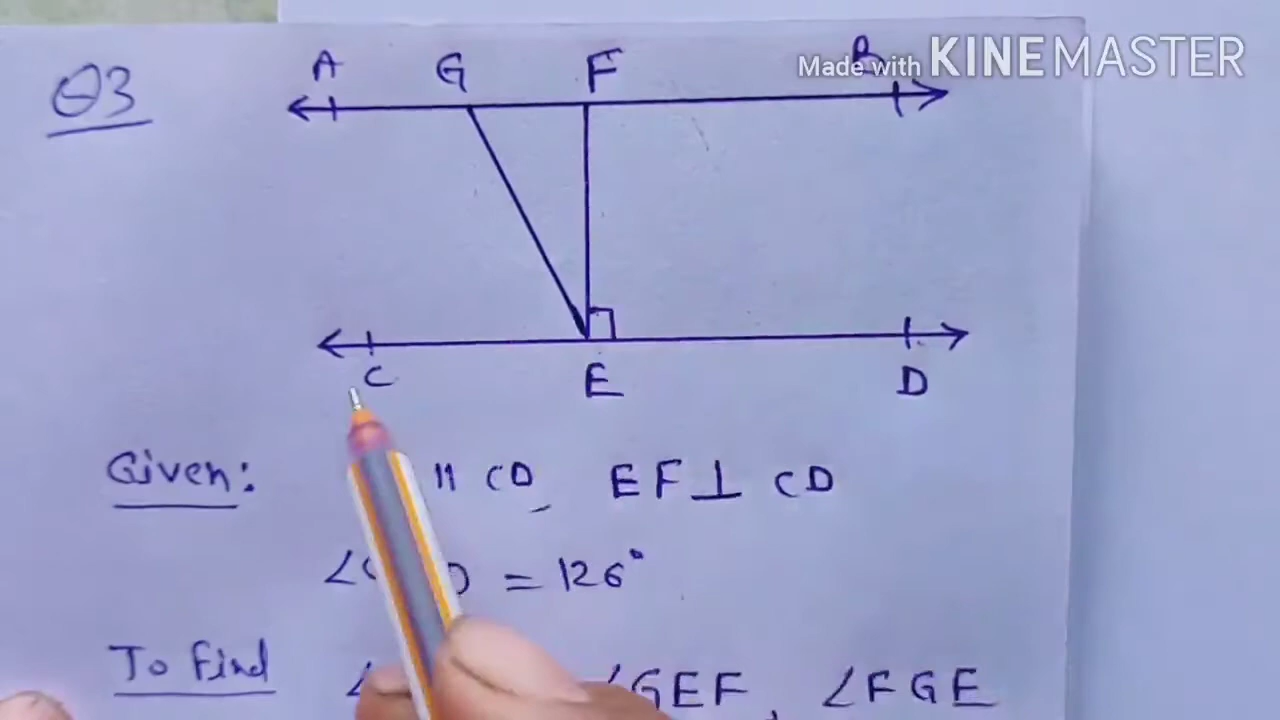 Q3
A G F B
Made with KINEMASTER
C E D
Given: || CD, EF ⊥ CD
∠ D = 126°
To Find ∠ ∠GEF, ∠FGE